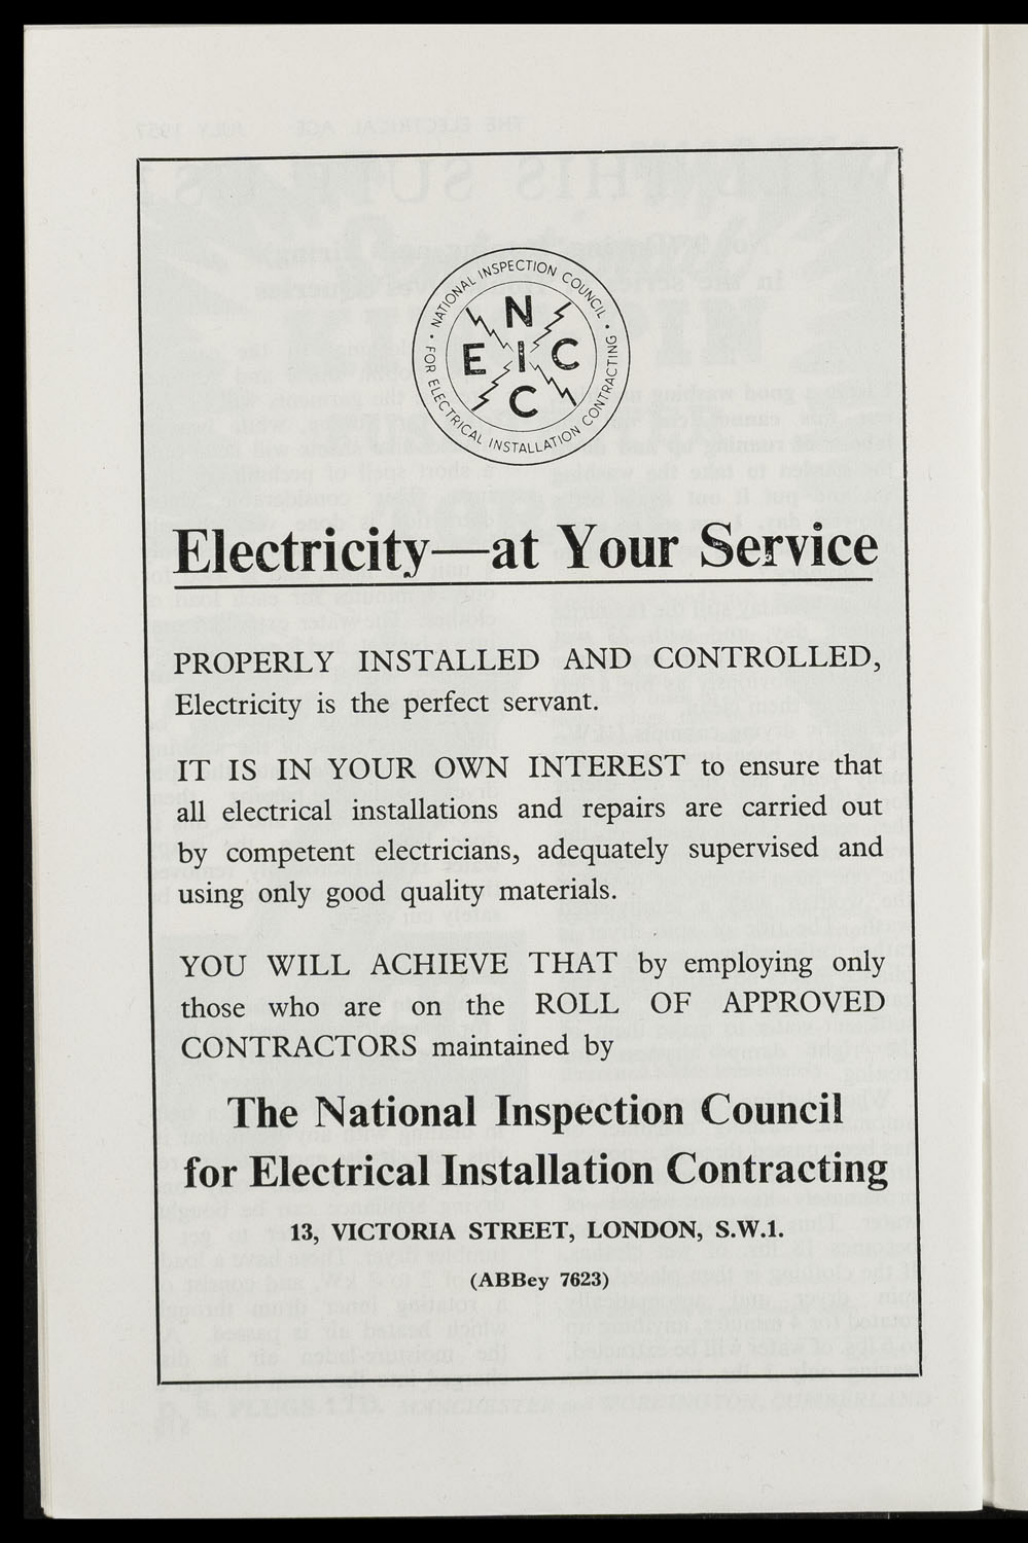 NATIONAL INSPECTION COUNCIL
FOR ELECTRICAL INSTALLATION CONTRACTING
N
E I C
C
Electricity—at Your Service
PROPERLY INSTALLED AND CONTROLLED,
Electricity is the perfect servant.
IT IS IN YOUR OWN INTEREST to ensure that
all electrical installations and repairs are carried out
by competent electricians, adequately supervised and
using only good quality materials.
YOU WILL ACHIEVE THAT by employing only
those who are on the ROLL OF APPROVED
CONTRACTORS maintained by
The National Inspection Council
for Electrical Installation Contracting
13, VICTORIA STREET, LONDON, S.W.1.
(ABBey 7623)